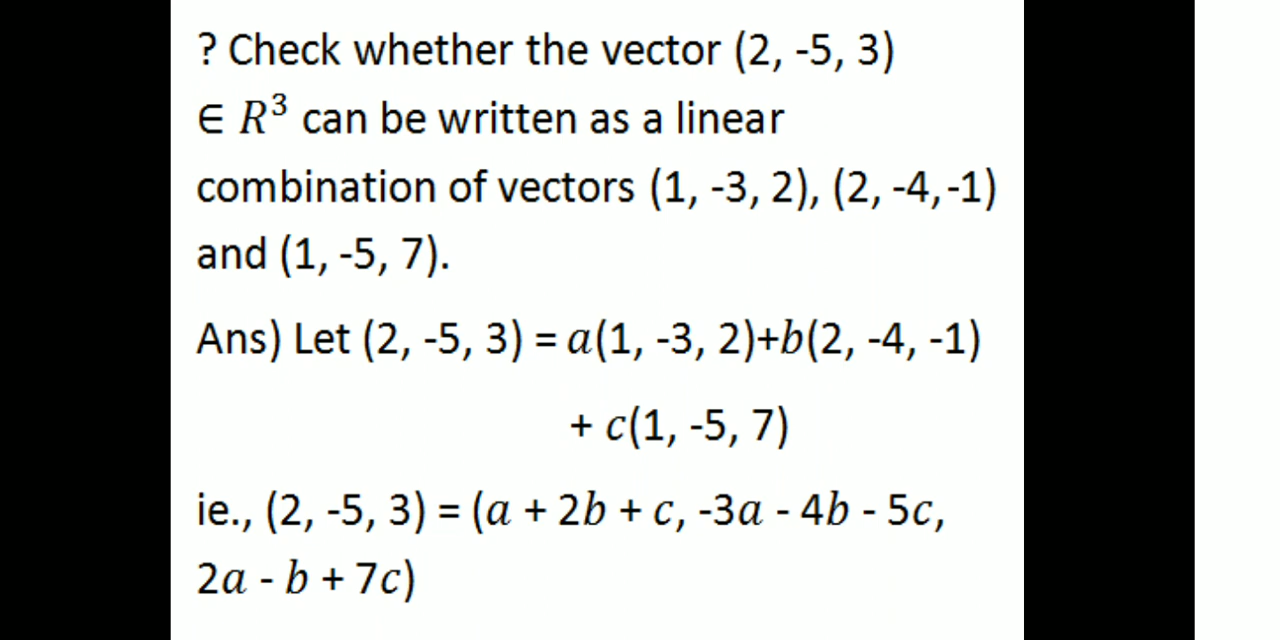 ? Check whether the vector (2, -5, 3)
∈ R³ can be written as a linear
combination of vectors (1, -3, 2), (2, -4,-1)
and (1, -5, 7).
Ans) Let (2, -5, 3) = a(1, -3, 2)+b(2, -4, -1)
+ c(1, -5, 7)
ie., (2, -5, 3) = (a + 2b + c, -3a - 4b - 5c,
2a - b + 7c)